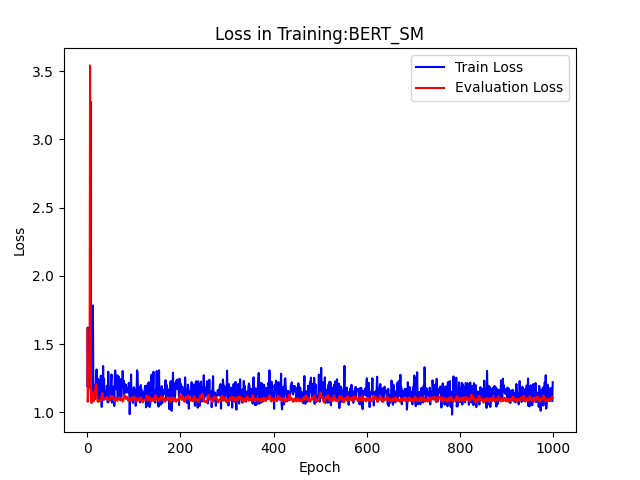 Loss in Training:BERT_SM
Train Loss
Evaluation Loss
3.5
3.0
2.5
2.0
1.5
1.0
Loss
0 200 400 600 800 1000
Epoch